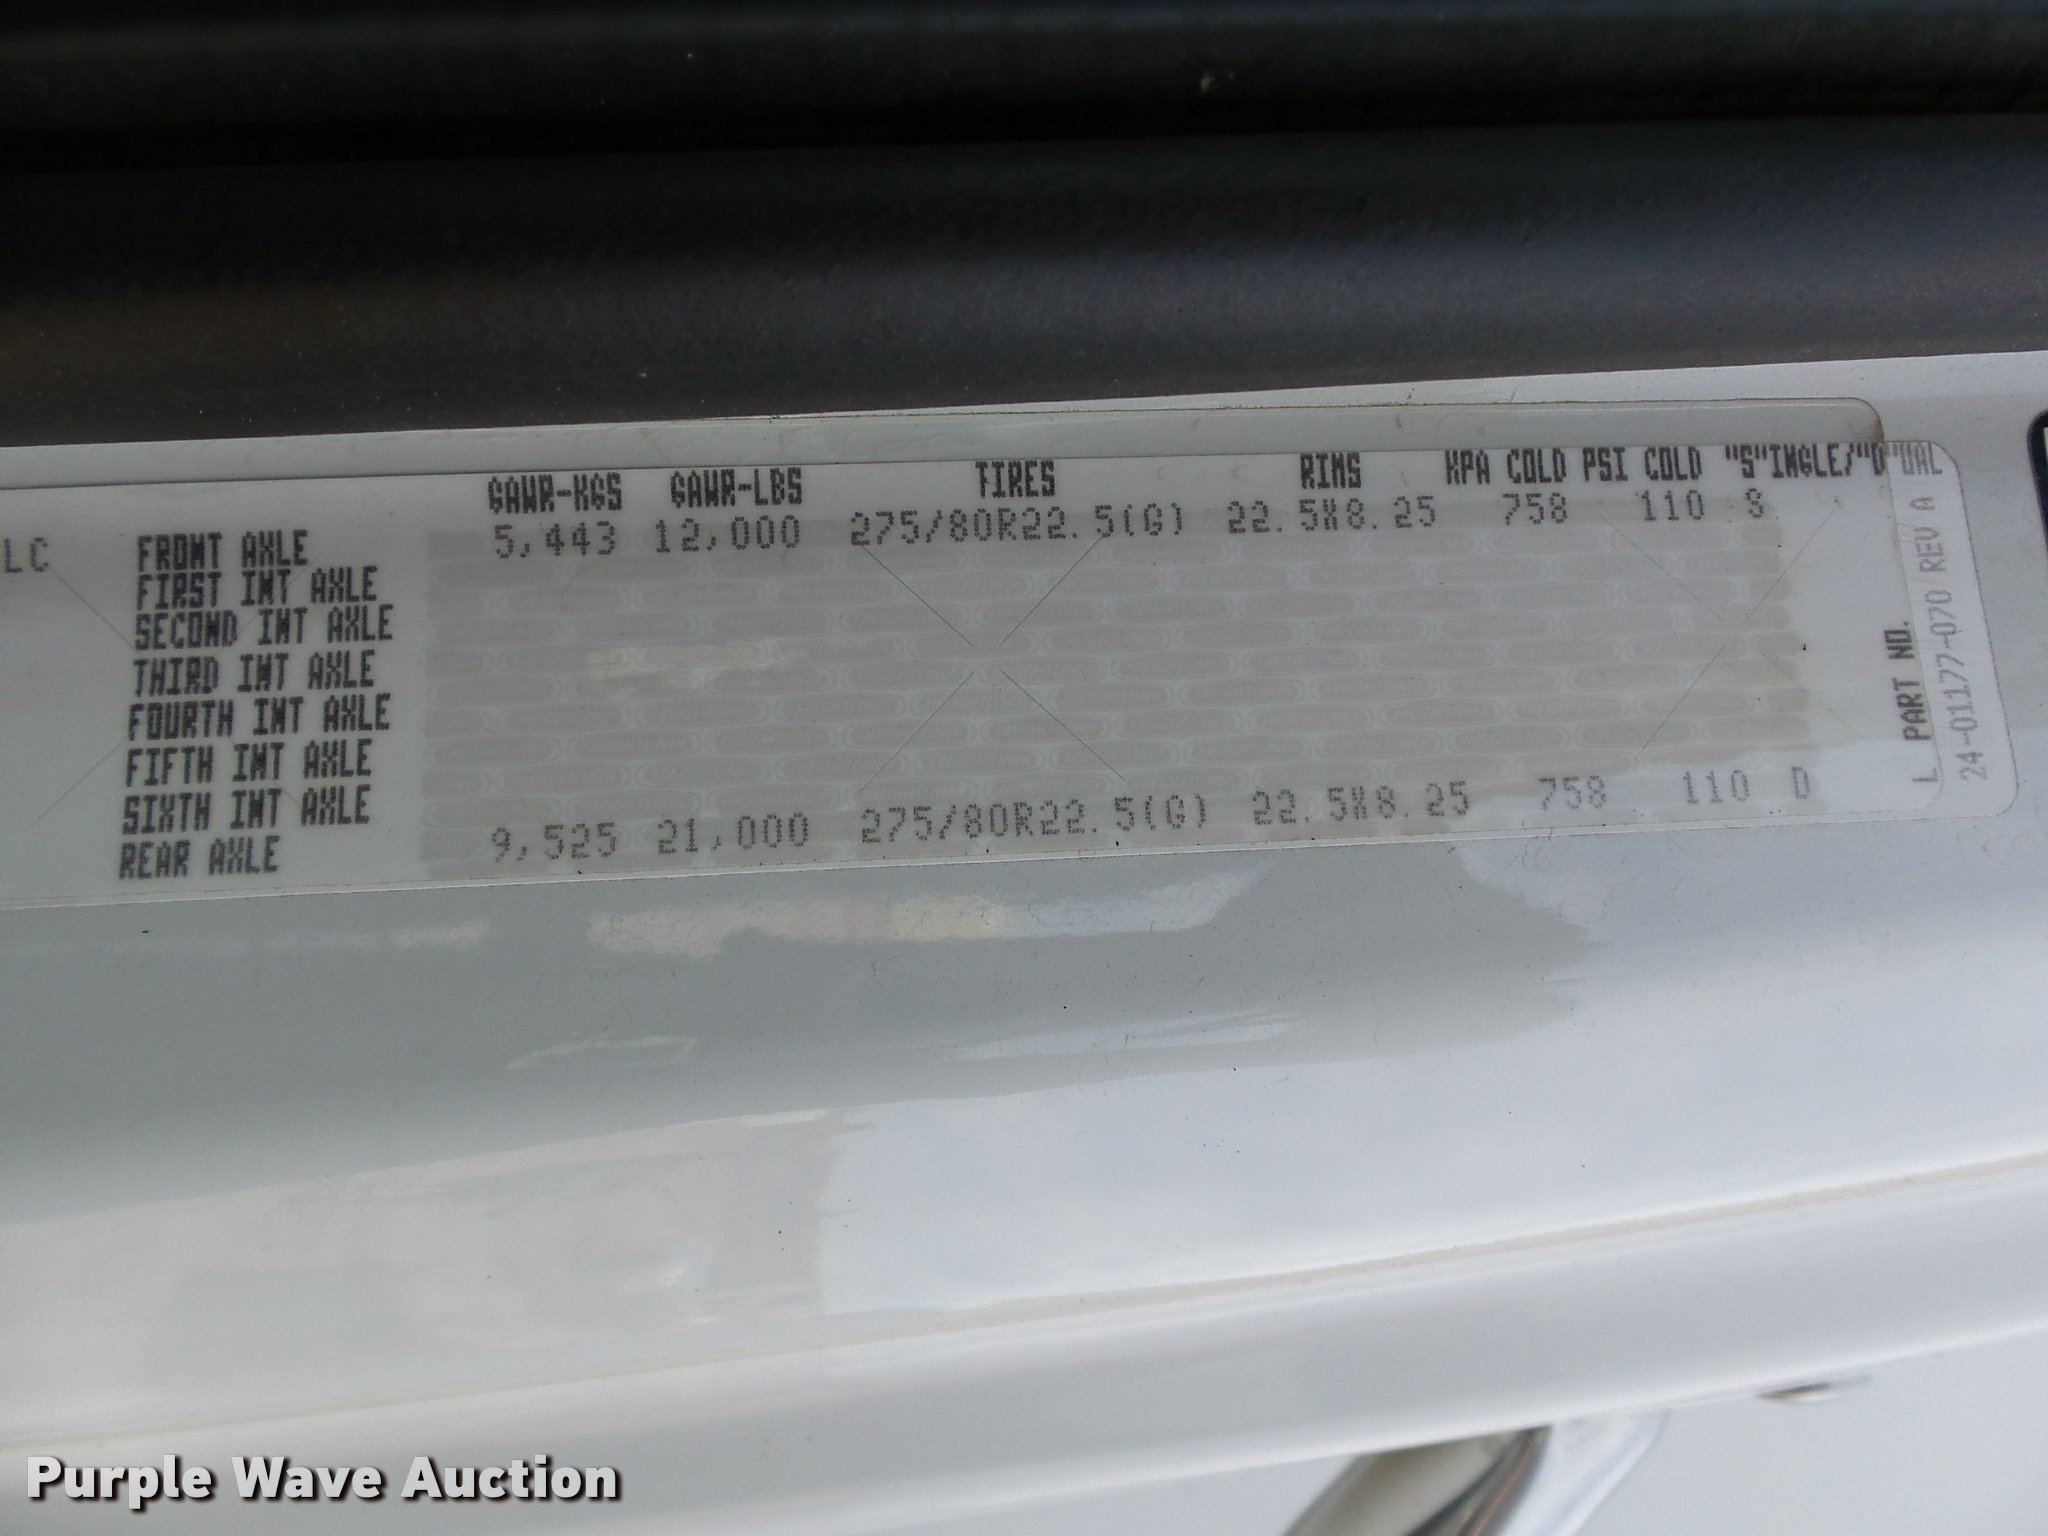 GAWR-KGS GAWR-LBS TIRES RIMS KPA COLD PSI COLD "S"INGLE/"D"UAL
LC FRONT AXLE 5,443 12,000 275/80R22.5(G) 22.5X8.25 758 110 S
FIRST INT AXLE
SECOND INT AXLE
THIRD INT AXLE
FOURTH INT AXLE
FIFTH INT AXLE
SIXTH INT AXLE
REAR AXLE 9,525 21,000 275/80R22.5(G) 22.5X8.25 758 110 D
L PART NO.
24-01177-070 REV A
Purple Wave Auction